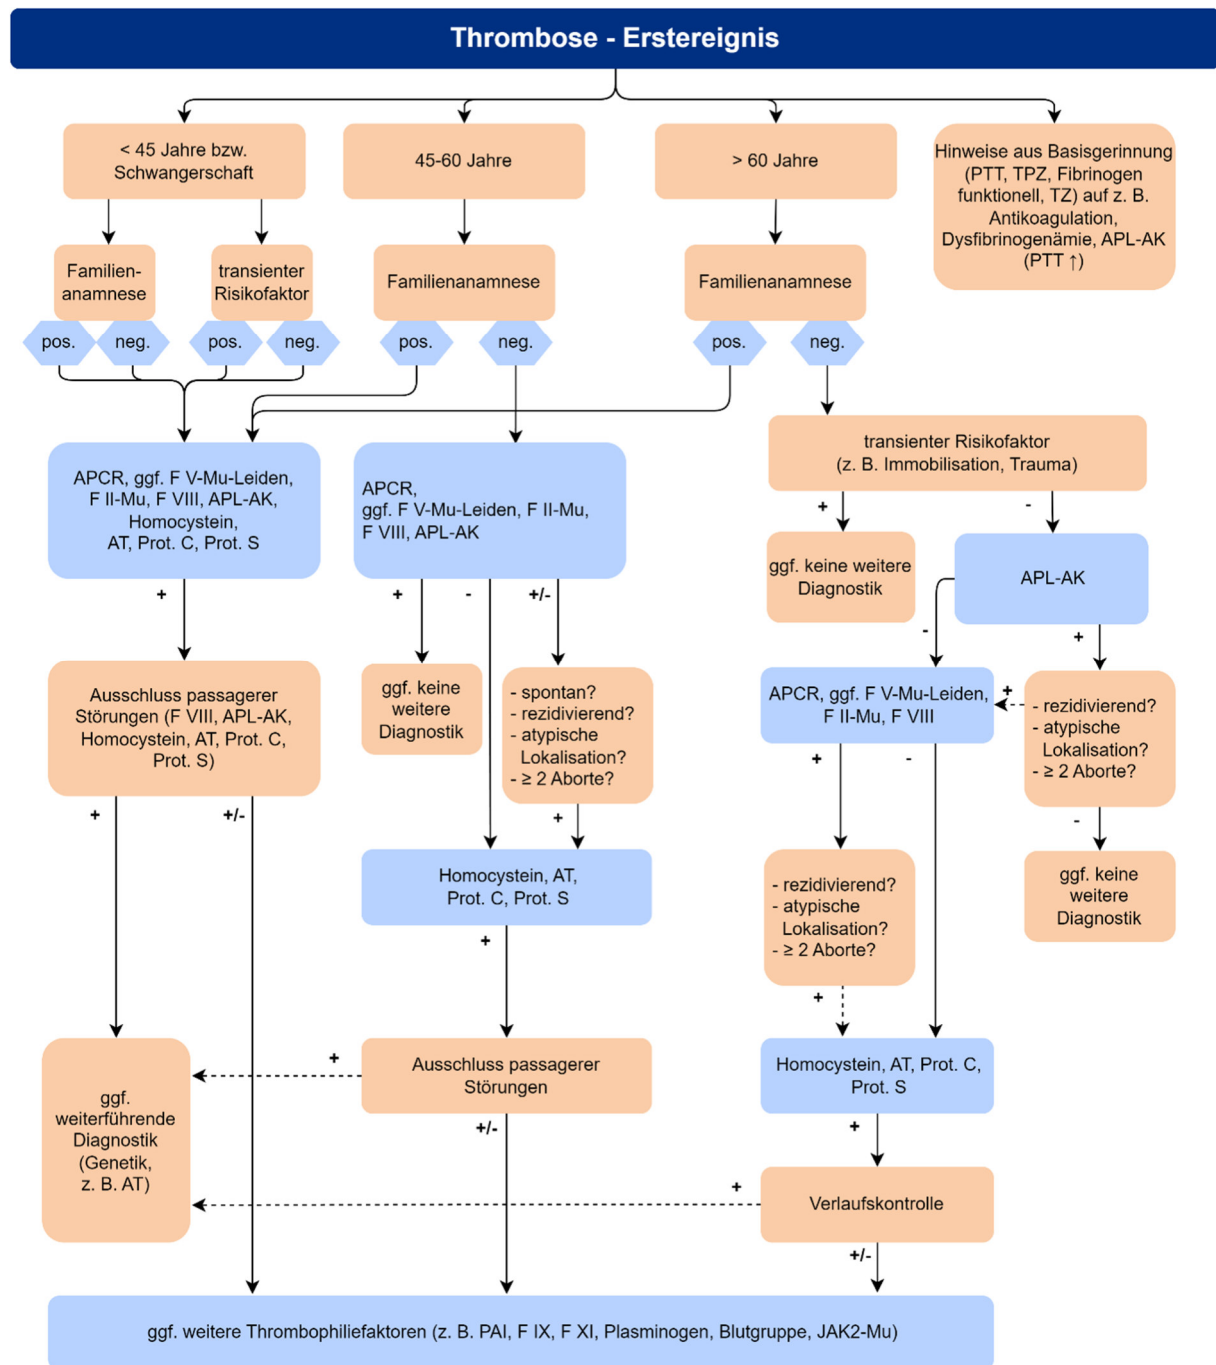 Thrombose - Erstereignis
< 45 Jahre bzw.
Schwangerschaft
45-60 Jahre
> 60 Jahre
Hinweise aus Basisgerinnung
(PTT, TPZ, Fibrinogen
funktionell, TZ) auf z. B.
Antikoagulation,
Dysfibrinogenämie, APL-AK
(PTT ↑)
Familien-
anamnese
transienter
Risikofaktor
Familienanamnese
Familienanamnese
pos.
neg.
pos.
neg.
pos.
neg.
pos.
neg.
APCR, ggf. F V-Mu-Leiden,
F II-Mu, F VIII, APL-AK,
Homocystein,
AT, Prot. C, Prot. S
APCR,
ggf. F V-Mu-Leiden, F II-Mu,
F VIII, APL-AK
transienter Risikofaktor
(z. B. Immobilisation, Trauma)
+
-
ggf. keine weitere
Diagnostik
APL-AK
+
+
-
+/-
-
+
Ausschluss passagerer
Störungen (F VIII, APL-AK,
Homocystein, AT, Prot. C,
Prot. S)
ggf. keine
weitere
Diagnostik
- spontan?
- rezidivierend?
- atypische
Lokalisation?
- ≥ 2 Aborte?
APCR, ggf. F V-Mu-Leiden,
F II-Mu, F VIII
+
- rezidivierend?
- atypische
Lokalisation?
- ≥ 2 Aborte?
+
+/-
+
+
-
-
Homocystein, AT,
Prot. C, Prot. S
- rezidivierend?
- atypische
Lokalisation?
- ≥ 2 Aborte?
ggf. keine
weitere
Diagnostik
+
+
ggf.
weiterführende
Diagnostik
(Genetik,
z. B. AT)
+
Ausschluss passagerer
Störungen
Homocystein, AT, Prot. C,
Prot. S
+/-
+
+
Verlaufskontrolle
+/-
ggf. weitere Thrombophiliefaktoren (z. B. PAI, F IX, F XI, Plasminogen, Blutgruppe, JAK2-Mu)